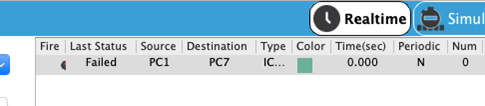 Realtime Simul
Fire Last Status Source Destination Type Color Time(sec) Periodic Num
Failed PC1 PC7 IC... 0.000 N 0